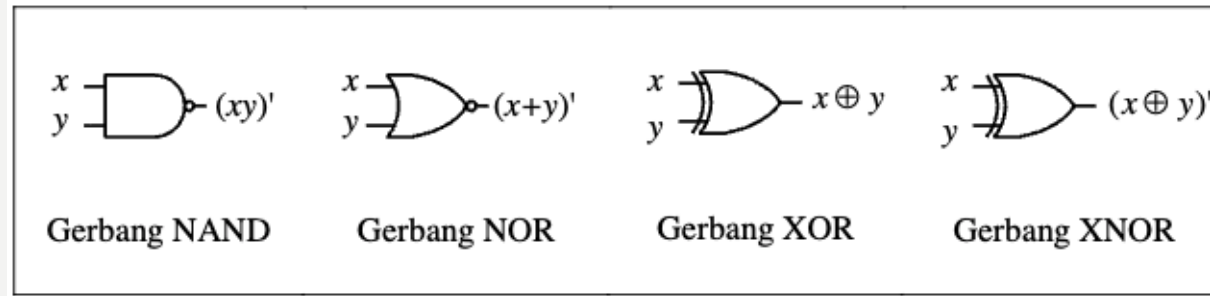 x
y
(xy)'
Gerbang NAND
x
y
(x+y)'
Gerbang NOR
x
y
x ⊕ y
Gerbang XOR
x
y
(x ⊕ y)'
Gerbang XNOR